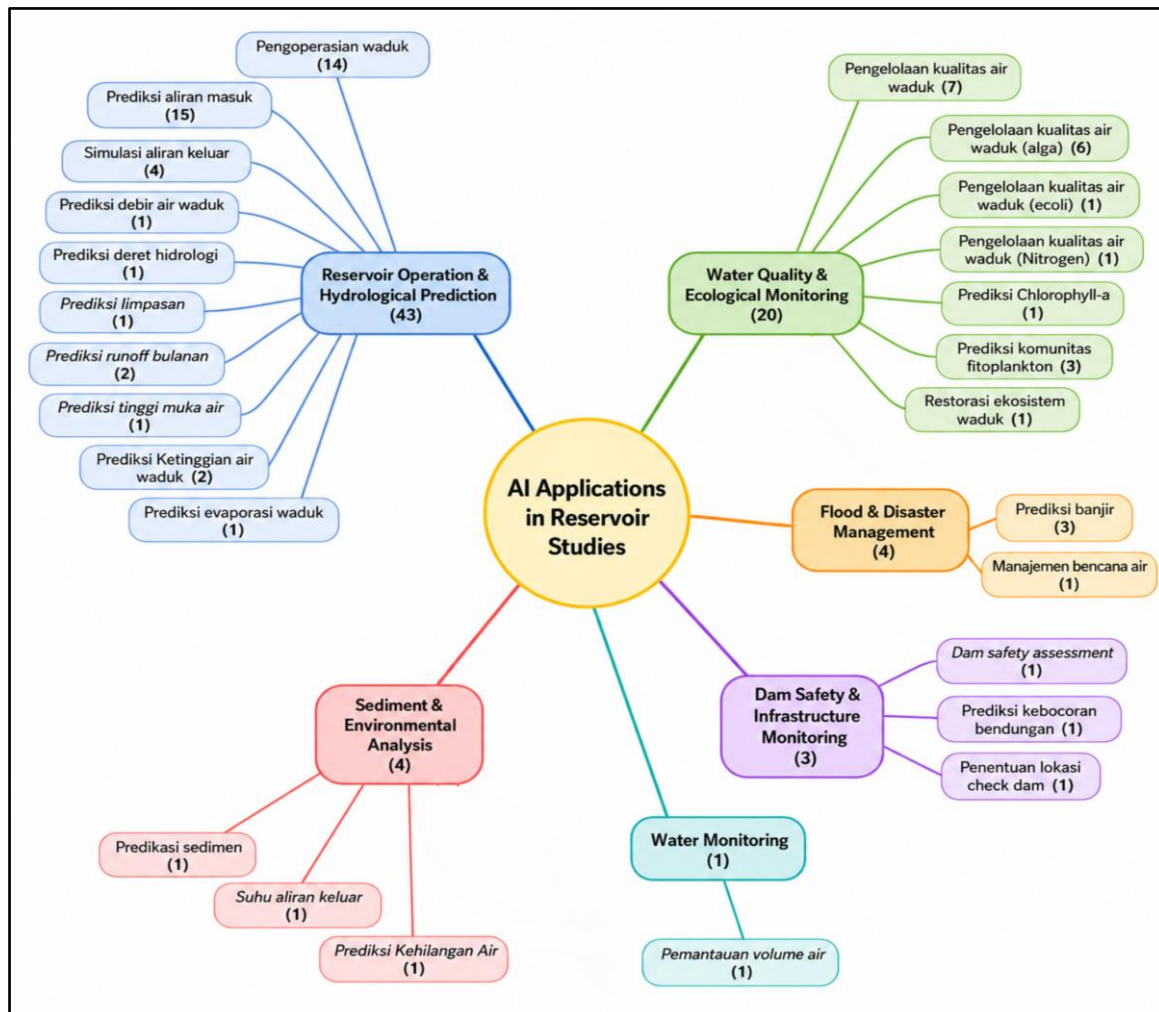 Pengoperasian waduk
(14)
Prediksi aliran masuk
(15)
Simulasi aliran keluar
(4)
Prediksi debir air waduk
(1)
Prediksi deret hidrologi
(1)
Prediksi limpasan
(1)
Prediksi runoff bulanan
(2)
Prediksi tinggi muka air
(1)
Prediksi Ketinggian air
waduk (2)
Prediksi evaporasi waduk
(1)
Reservoir Operation &
Hydrological Prediction
(43)
Water Quality &
Ecological Monitoring
(20)
Pengelolaan kualitas air
waduk (7)
Pengelolaan kualitas air
waduk (alga) (6)
Pengelolaan kualitas air
waduk (ecoli) (1)
Pengelolaan kualitas air
waduk (Nitrogen) (1)
Prediksi Chlorophyll-a
(1)
Prediksi komunitas
fitoplankton (3)
Restorasi ekosistem
waduk (1)
AI Applications
in Reservoir
Studies
Flood & Disaster
Management
(4)
Prediksi banjir
(3)
Manajemen bencana air
(1)
Dam Safety &
Infrastructure
Monitoring
(3)
Dam safety assessment
(1)
Prediksi kebocoran
bendungan (1)
Penentuan lokasi
check dam (1)
Sediment &
Environmental
Analysis
(4)
Predikasi sedimen
(1)
Suhu aliran keluar
(1)
Prediksi Kehilangan Air
(1)
Water Monitoring
(1)
Pemantauan volume air
(1)